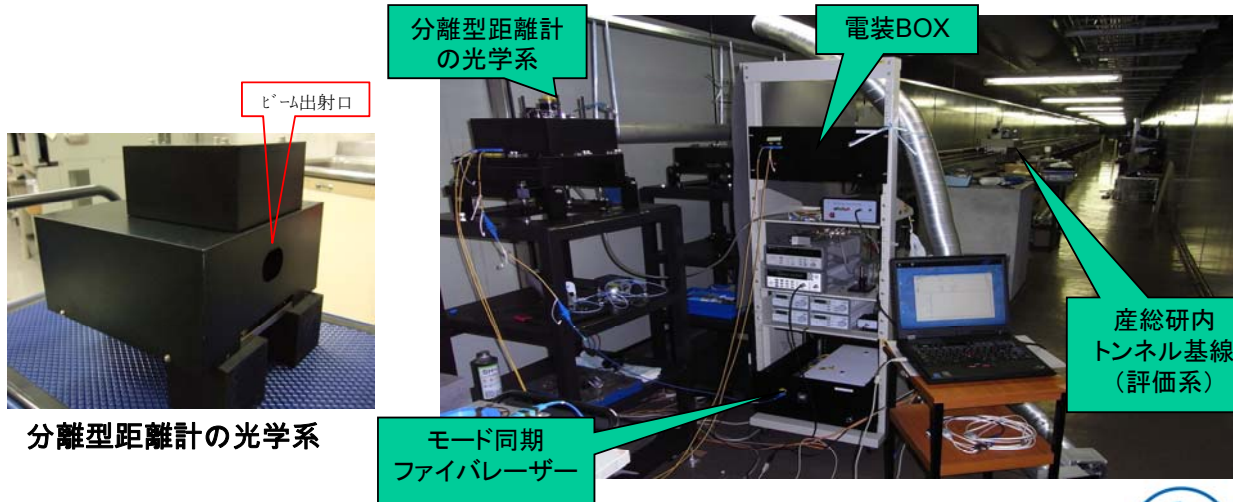 ﾋﾞｰﾑ出射口
分離型距離計の光学系
分離型距離計
の光学系
電装BOX
産総研内
トンネル基線
(評価系)
モード同期
ファイバレーザー